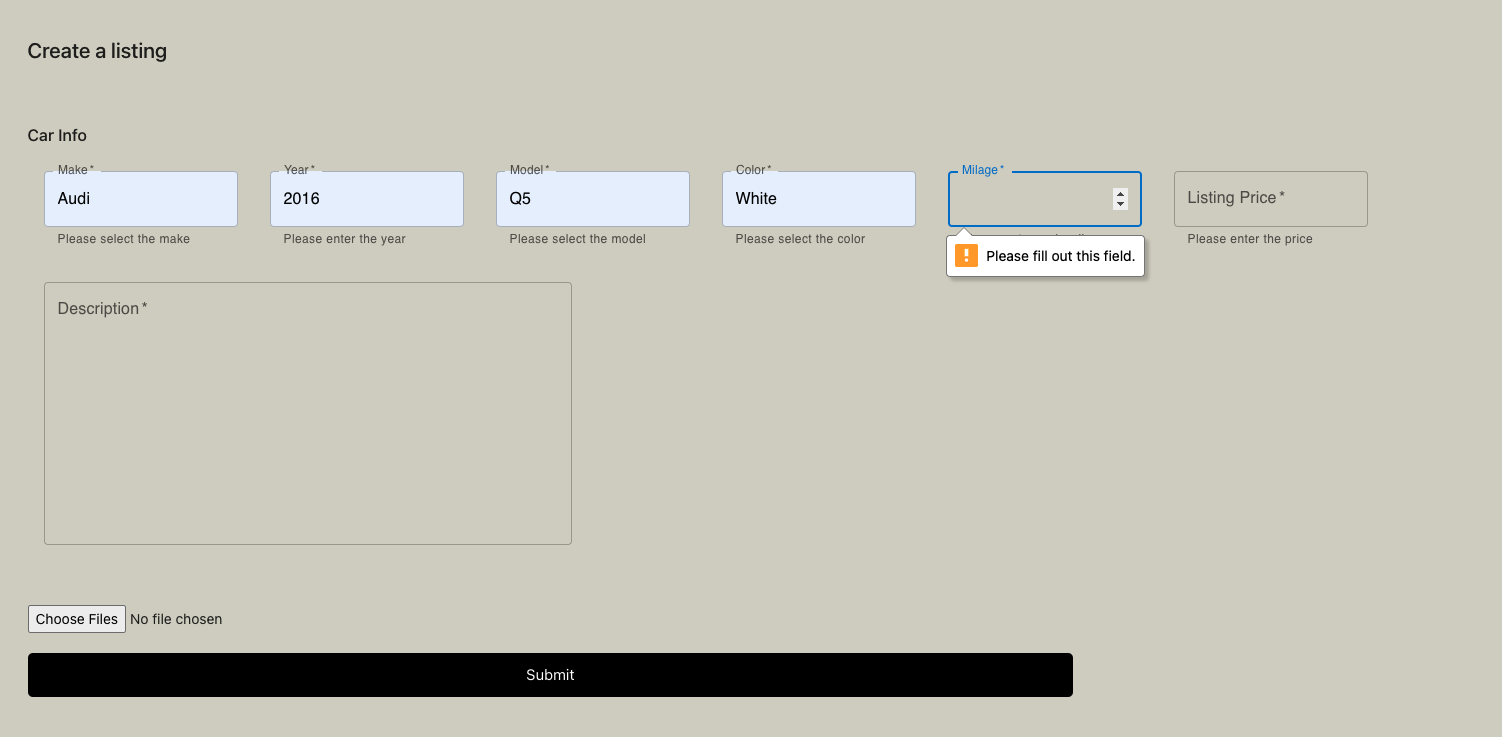 Create a listing
Car Info
Make *
Year *
Model *
Color *
Milage *
Audi
2016
Q5
White
Listing Price *
Please select the make
Please enter the year
Please select the model
Please select the color
Please enter the price
Please fill out this field.
Description *
Choose Files No file chosen
Submit